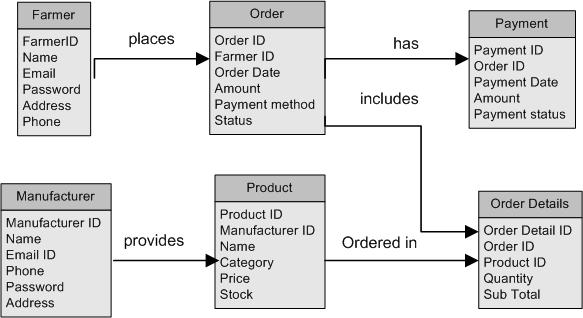 Farmer
FarmerID
Name
Email
Password
Address
Phone
places
Order
Order ID
Farmer ID
Order Date
Amount
Payment method
Status
has
includes
Payment
Payment ID
Order ID
Payment Date
Amount
Payment status
Manufacturer
Manufacturer ID
Name
Email ID
Phone
Password
Address
provides
Product
Product ID
Manufacturer ID
Name
Category
Price
Stock
Ordered in
Order Details
Order Detail ID
Order ID
Product ID
Quantity
Sub Total